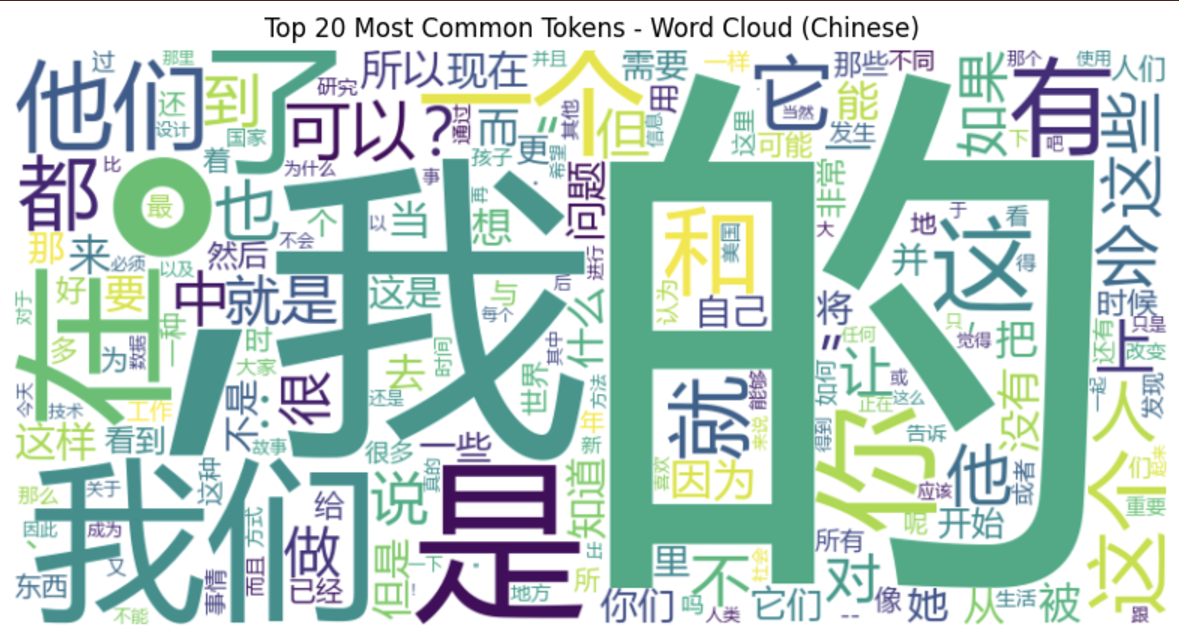 Top 20 Most Common Tokens - Word Cloud (Chinese)
他们
过
那里
还
设计
到
国家
着
了
研究
所以
现在
并且
可以
？
通过
而
更
“
其他
希望
一个
但
需要
信息
用
一样
这里
可能
它
当然
那些
不同
能
发生
一
如果
那个
下
有
吧
使用
人们
这些
都
比
。
最
也
为什么
个
不会
我
事
以
当
再
孩子
想
问题
的
和
美国
认为
自己
就
能够
来说
喜欢
因为
非常
大
地
于
看
这
得
并
将
”
任何
只
觉得
把
会
时候
上
只是
还有
改变
那
来
必须
以及
然后
好
要
中
就是
这是
与
后
每个
进行
什么
其中
在
对于
多
为
数据
一种
，
时
大家
很
还是
去
时间
世界
方法
年
新
如何
让
或
正在
这么
没有
一起
发现
人
今天
技术
工作
这样
看到
不是
故事
很多
一些
得到
你
告诉
他
或者
应该
们
起来
重要
这个
那么
关于
这种
我们
给
说
真的
是
知道
呢
开始
因此
成为
、
又
东西
不能
事情
而且
方式
做
已经
但是
一下
！
地方
所
出
里
不
社会
所有
对
你们
吗
人类
它们
--
像
她
从
生活
被
跟